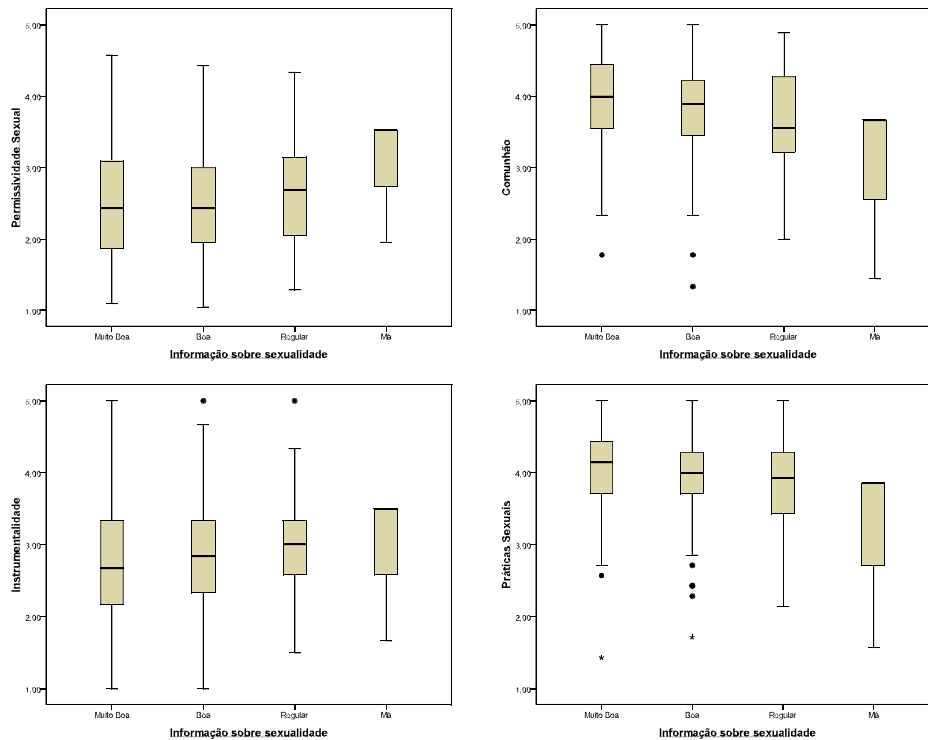 5,00
4,00
3,00
2,00
1,00
Permissividade Sexual
Muito Boa Boa Regular Má
Informação sobre sexualidade
5,00
4,00
3,00
2,00
1,00
Comunhão
Muito Boa Boa Regular Má
Informação sobre sexualidade
5,00
4,00
3,00
2,00
1,00
Instrumentalidade
Muito Boa Boa Regular Má
Informação sobre sexualidade
5,00
4,00
3,00
2,00
1,00
Práticas Sexuais
Muito Boa Boa Regular Má
Informação sobre sexualidade